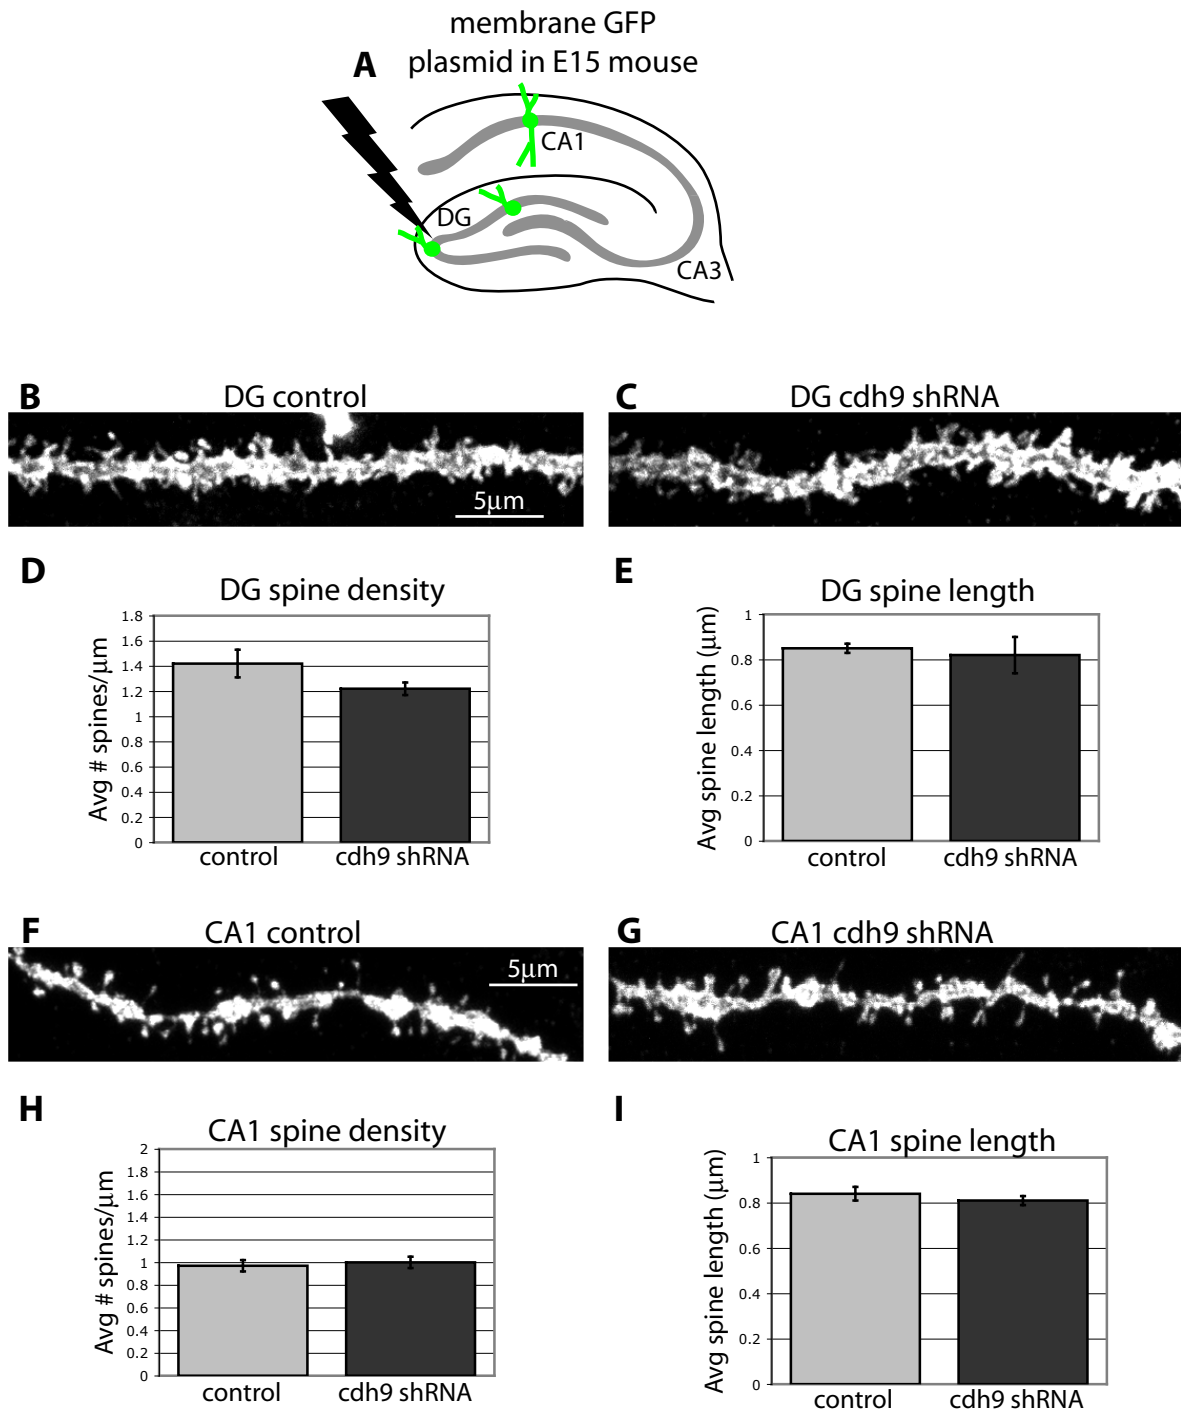 membrane GFP
plasmid in E15 mouse
A
CA1
DG
CA3
B
DG control
5μm
C
DG cdh9 shRNA
D
DG spine density
Avg # spines/μm
1.8
1.6
1.4
1.2
1
0.8
0.6
0.4
0.2
0
control
cdh9 shRNA
E
DG spine length
Avg spine length (μm)
1
0.8
0.6
0.4
0.2
0
control
cdh9 shRNA
F
CA1 control
5μm
G
CA1 cdh9 shRNA
H
CA1 spine density
Avg # spines/μm
2
1.8
1.6
1.4
1.2
1
0.8
0.6
0.4
0.2
0
control
cdh9 shRNA
I
CA1 spine length
Avg spine length (μm)
1
0.8
0.6
0.4
0.2
0
control
cdh9 shRNA